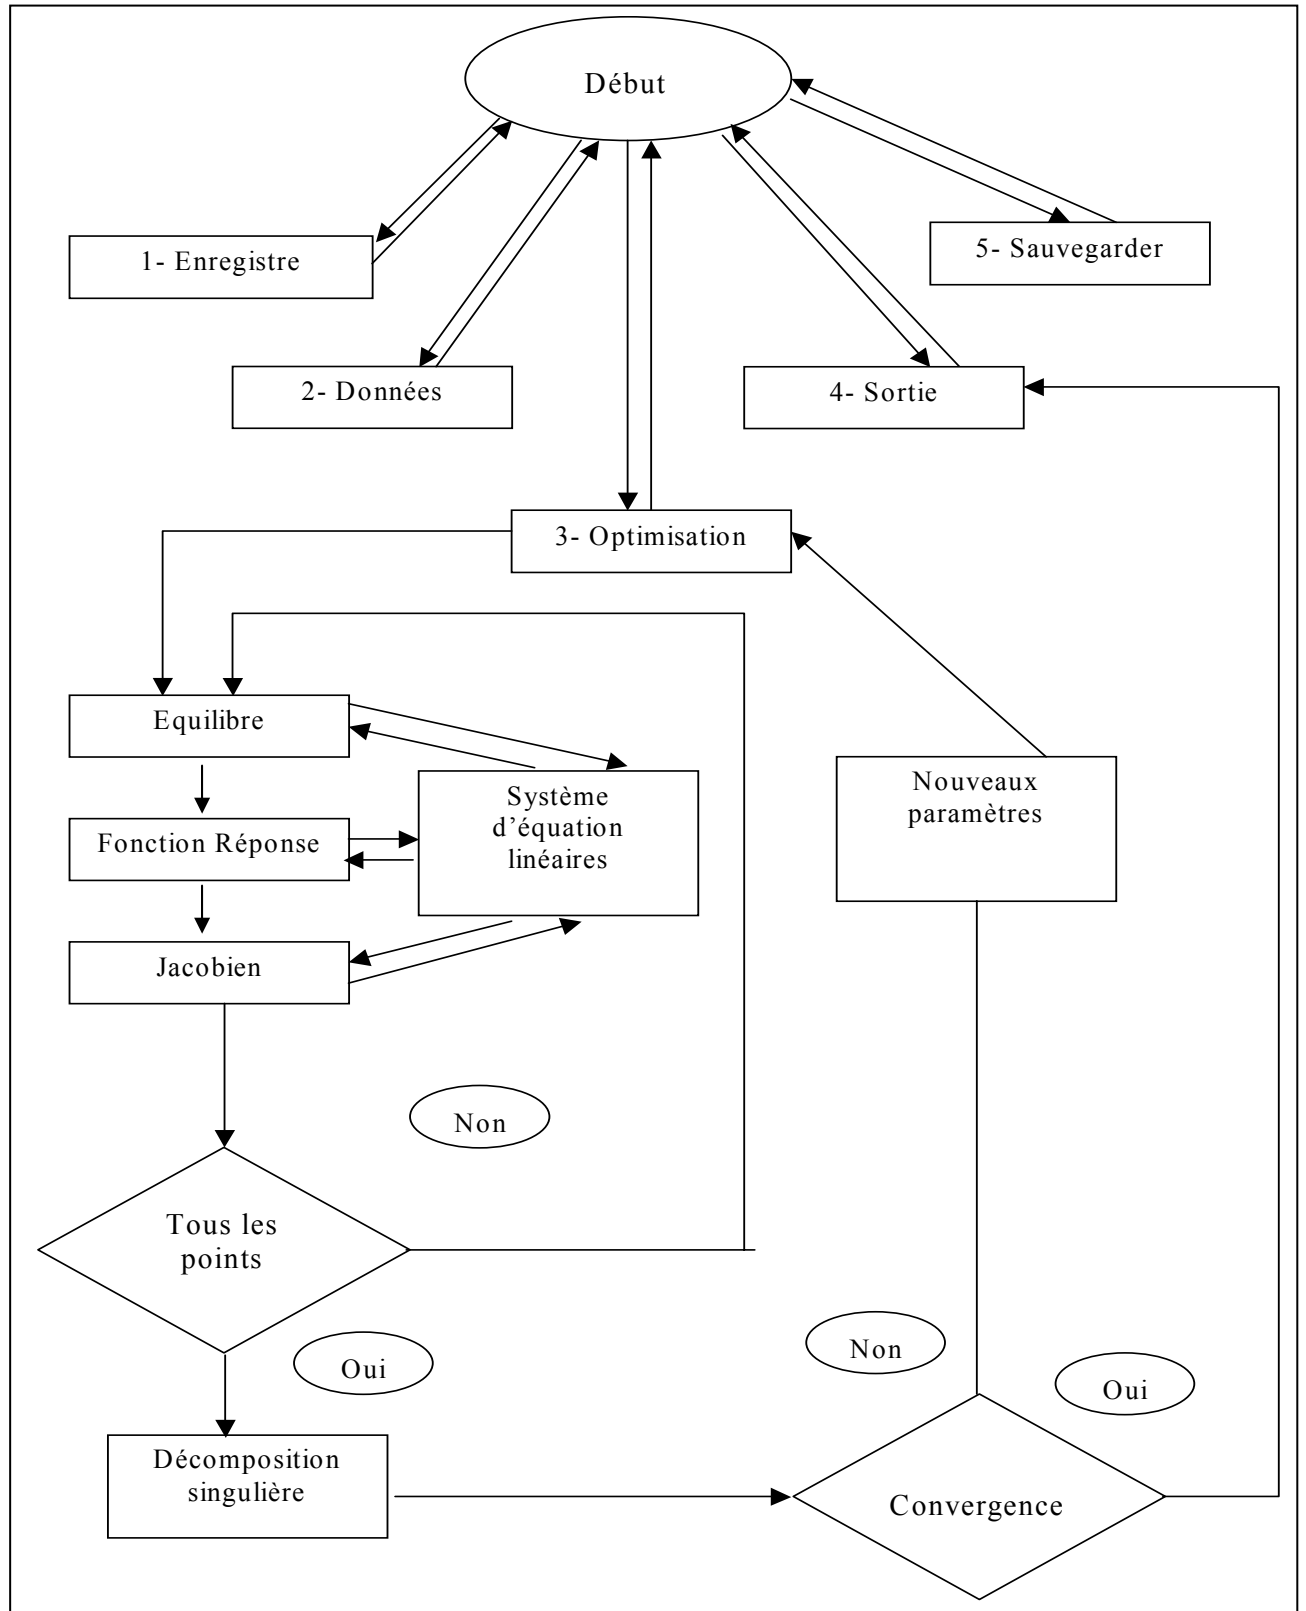 Début
1- Enregistre
5- Sauvegarder
2- Données
4- Sortie
3- Optimisation
Equilibre
Système
d'équation
linéaires
Nouveaux
paramètres
Fonction Réponse
Jacobien
Non
Tous les
points
Oui
Non
Oui
Décomposition
singulière
Convergence